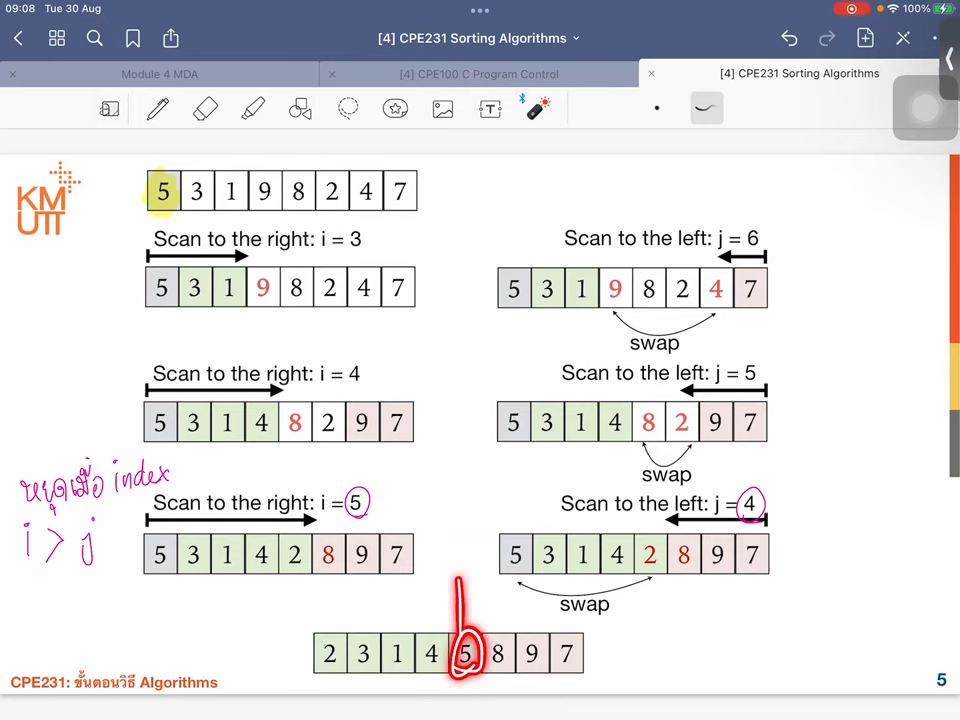 09:08 Tue 30 Aug
100%
[4] CPE231 Sorting Algorithms
Module 4 MDA
[4] CPE100 C Program Control
[4] CPE231 Sorting Algorithms
T
KM
UTT
5 3 1 9 8 2 4 7
Scan to the right: i = 3
5 3 1 9 8 2 4 7
Scan to the left: j = 6
5 3 1 9 8 2 4 7
swap
Scan to the right: i = 4
5 3 1 4 8 2 9 7
Scan to the left: j = 5
5 3 1 4 8 2 9 7
swap
หยุดเมื่อ index
i > j
Scan to the right: i = 5
5 3 1 4 2 8 9 7
Scan to the left: j = 4
5 3 1 4 2 8 9 7
swap
2 3 1 4 5 8 9 7
CPE231: ขั้นตอนวิธี Algorithms
5